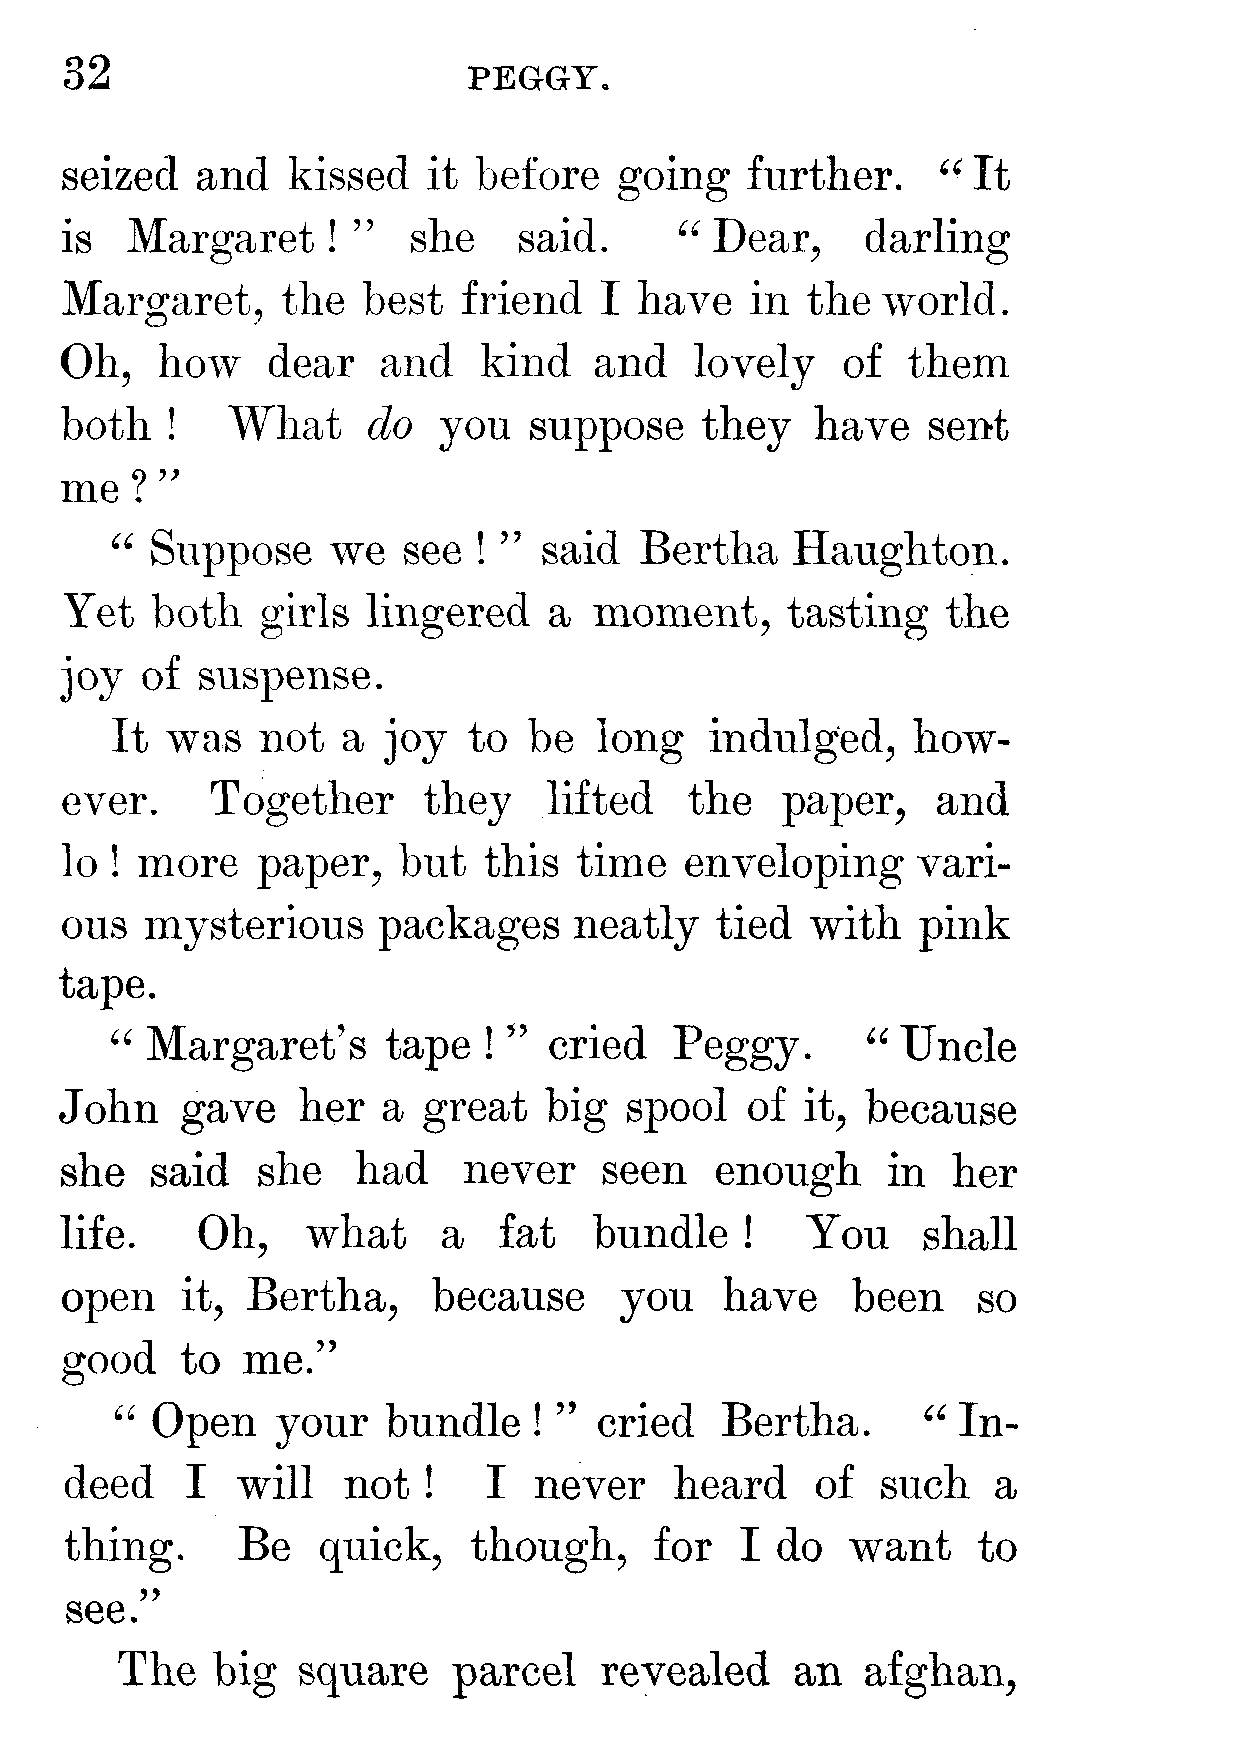 32 PEGGY.
seized and kissed it before going further. “ It
is Margaret ! ” she said. “ Dear, darling
Margaret, the best friend I have in the world.
Oh, how dear and kind and lovely of them
both ! What do you suppose they have sent
me ? ”
“ Suppose we see ! ” said Bertha Haughton.
Yet both girls lingered a moment, tasting the
joy of suspense.
It was not a joy to be long indulged, how-
ever. Together they lifted the paper, and
lo ! more paper, but this time enveloping vari-
ous mysterious packages neatly tied with pink
tape.
“ Margaret’s tape ! ” cried Peggy. “ Uncle
John gave her a great big spool of it, because
she said she had never seen enough in her
life. Oh, what a fat bundle ! You shall
open it, Bertha, because you have been so
good to me.”
“ Open your bundle ! ” cried Bertha. “ In-
deed I will not ! I never heard of such a
thing. Be quick, though, for I do want to
see.”
The big square parcel revealed an afghan,